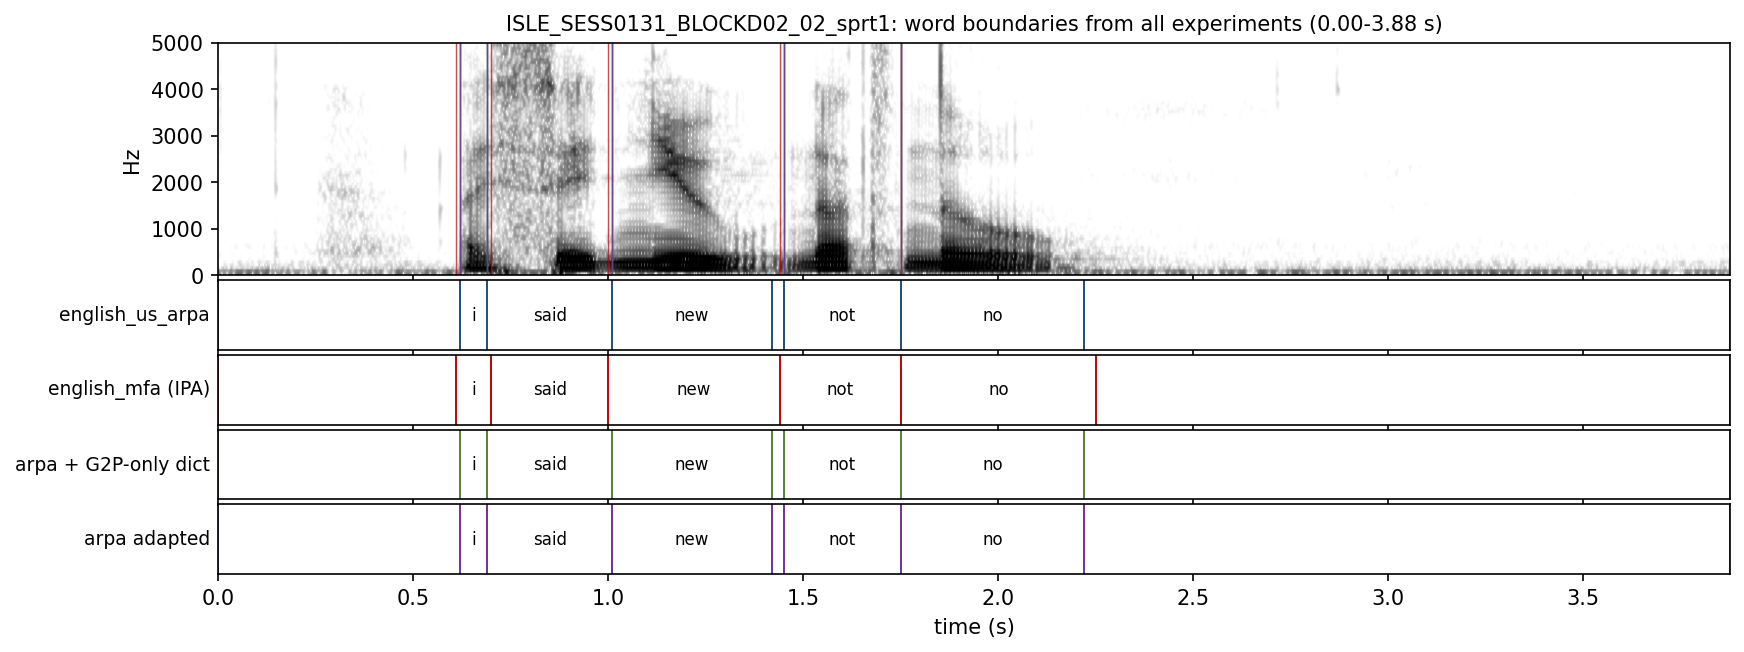 ISLE_SESS0131_BLOCKD02_02_sprt1: word boundaries from all experiments (0.00-3.88 s)
5000
4000
3000
2000
1000
0
Hz
english_us_arpa i said new not no
english_mfa (IPA) i said new not no
arpa + G2P-only dict i said new not no
arpa adapted i said new not no
0.0 0.5 1.0 1.5 2.0 2.5 3.0 3.5
time (s)